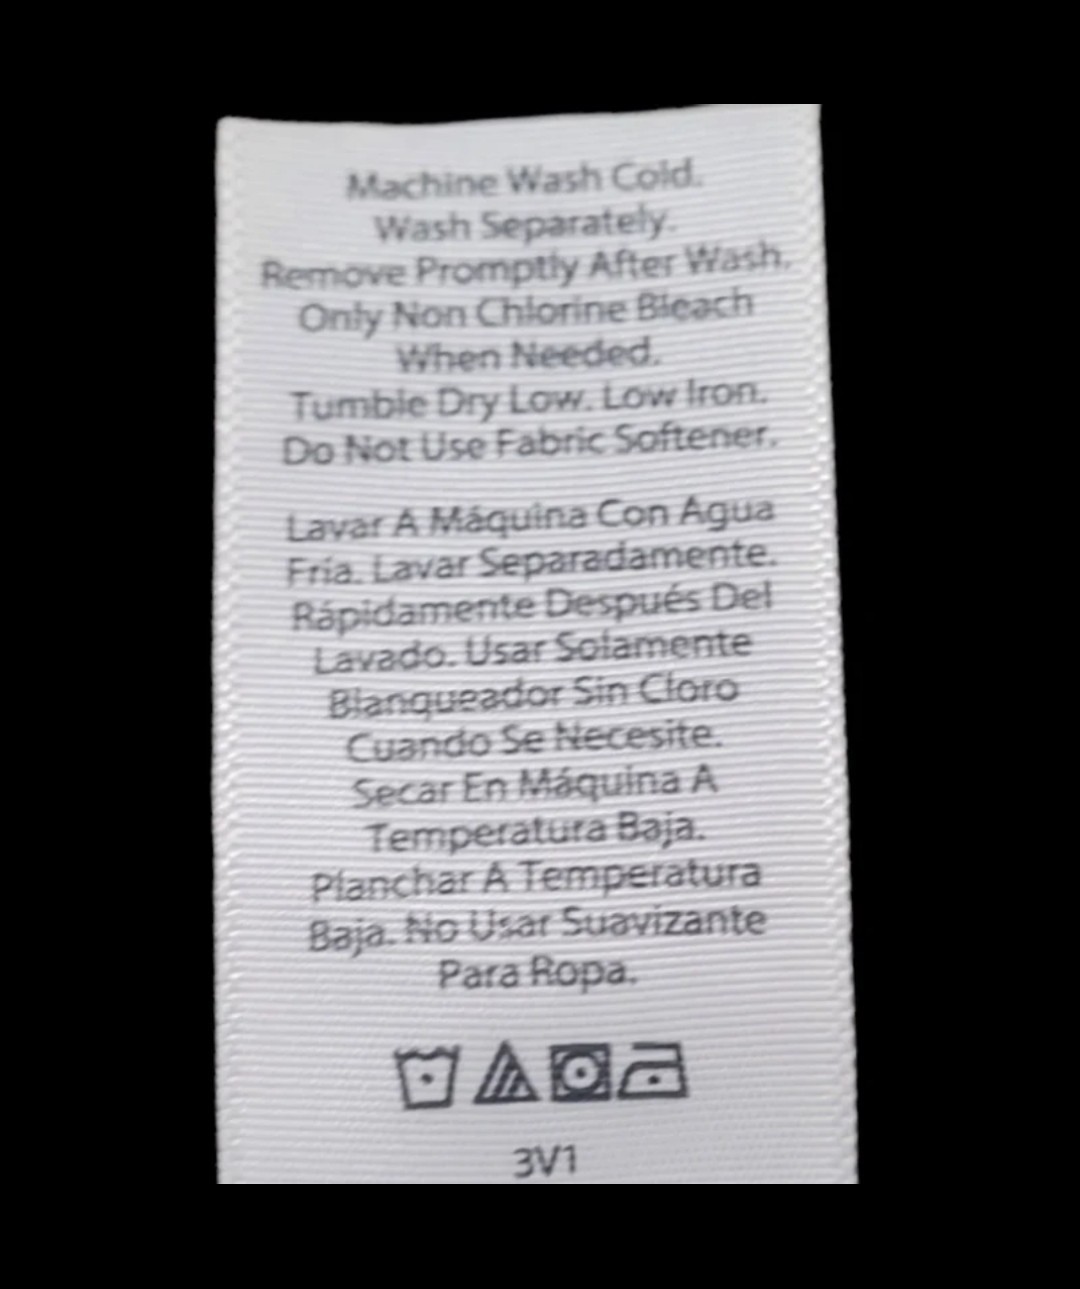 Machine Wash Cold.
Wash Separately.
Remove Promptly After Wash.
Only Non Chlorine Bleach
When Needed.
Tumble Dry Low. Low Iron.
Do Not Use Fabric Softener.
Lavar A Máquina Con Agua
Fría. Lavar Separadamente.
Rápidamente Después Del
Lavado. Usar Solamente
Blanqueador Sin Cloro
Cuando Se Necesite.
Secar En Máquina A
Temperatura Baja.
Planchar A Temperatura
Baja. No Usar Suavizante
Para Ropa.
3V1